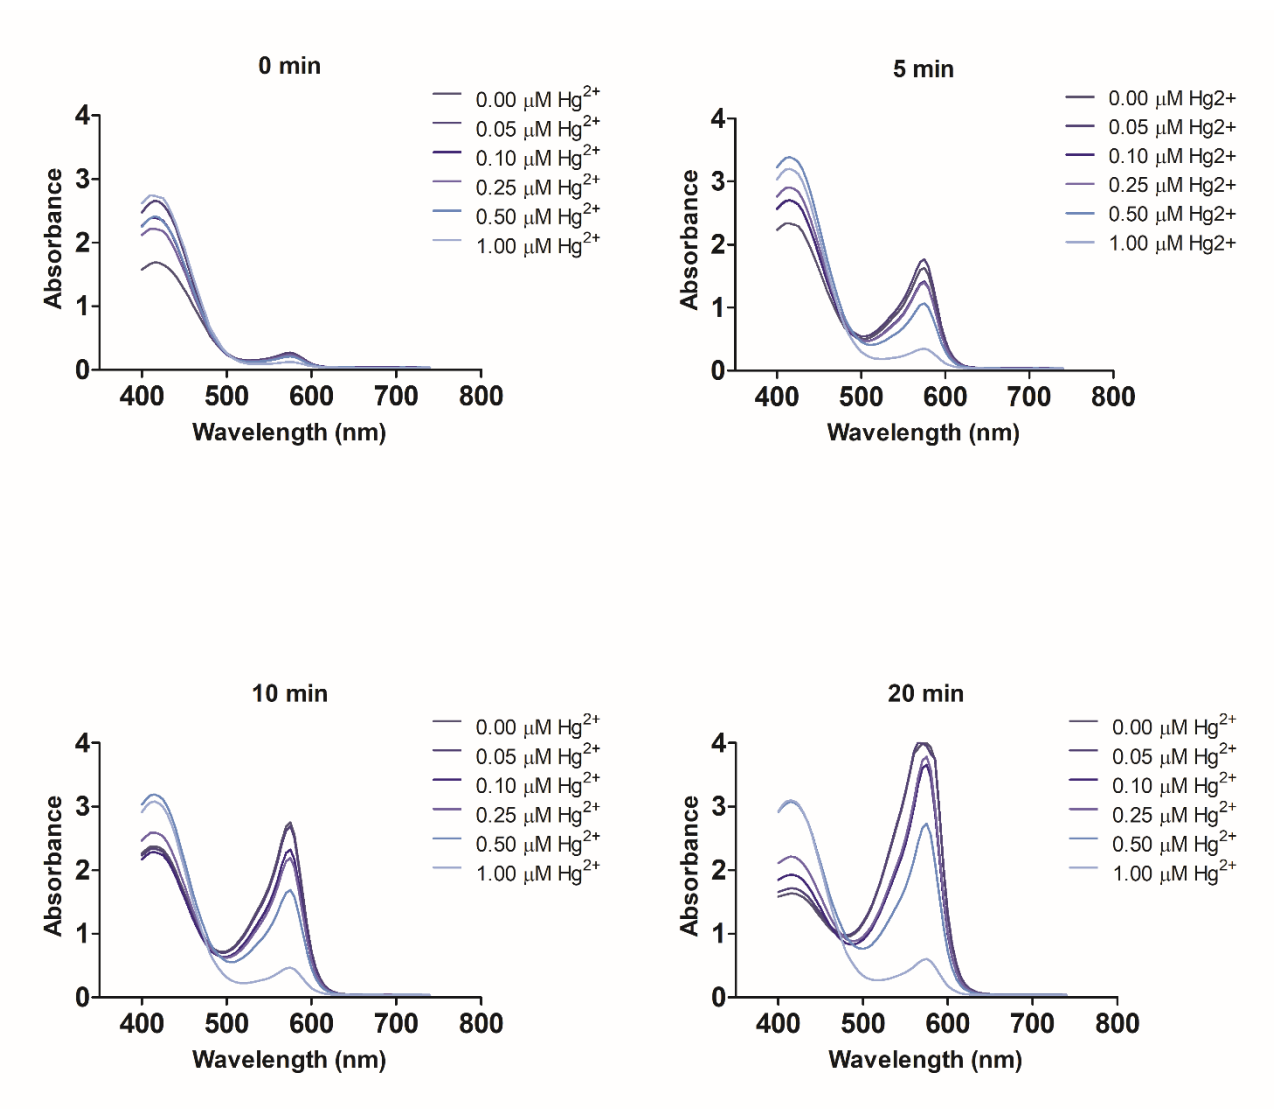 0 min
0.00 μM Hg2+
0.05 μM Hg2+
0.10 μM Hg2+
0.25 μM Hg2+
0.50 μM Hg2+
1.00 μM Hg2+
Absorbance
4
3
2
1
0
400 500 600 700 800
Wavelength (nm)
5 min
0.00 μM Hg2+
0.05 μM Hg2+
0.10 μM Hg2+
0.25 μM Hg2+
0.50 μM Hg2+
1.00 μM Hg2+
Absorbance
4
3
2
1
0
400 500 600 700 800
Wavelength (nm)
10 min
0.00 μM Hg2+
0.05 μM Hg2+
0.10 μM Hg2+
0.25 μM Hg2+
0.50 μM Hg2+
1.00 μM Hg2+
Absorbance
4
3
2
1
0
400 500 600 700 800
Wavelength (nm)
20 min
0.00 μM Hg2+
0.05 μM Hg2+
0.10 μM Hg2+
0.25 μM Hg2+
0.50 μM Hg2+
1.00 μM Hg2+
Absorbance
4
3
2
1
0
400 500 600 700 800
Wavelength (nm)